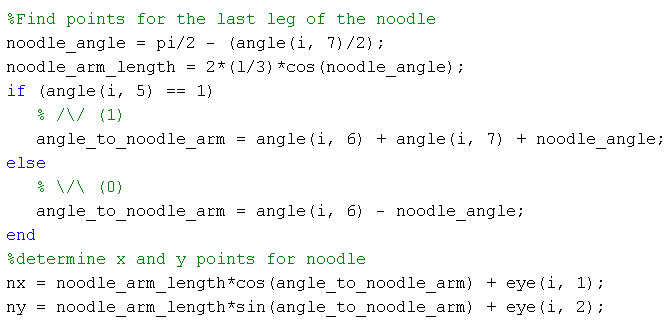 %Find points for the last leg of the noodle
noodle_angle = pi/2 - (angle(i, 7)/2);
noodle_arm_length = 2*(l/3)*cos(noodle_angle);
if (angle(i, 5) == 1)
% /\/ (1)
angle_to_noodle_arm = angle(i, 6) + angle(i, 7) + noodle_angle;
else
% \/\ (0)
angle_to_noodle_arm = angle(i, 6) - noodle_angle;
end
%determine x and y points for noodle
nx = noodle_arm_length*cos(angle_to_noodle_arm) + eye(i, 1);
ny = noodle_arm_length*sin(angle_to_noodle_arm) + eye(i, 2);